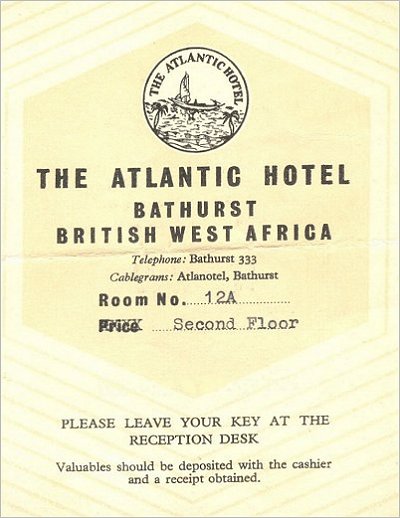 THE ATLANTIC HOTEL
THE ATLANTIC HOTEL
BATHURST
BRITISH WEST AFRICA
Telephone: Bathurst 333
Cablegrams: Atlanotel, Bathurst
Room No. 12A
Price Second Floor
PLEASE LEAVE YOUR KEY AT THE
RECEPTION DESK
Valuables should be deposited with the cashier
and a receipt obtained.